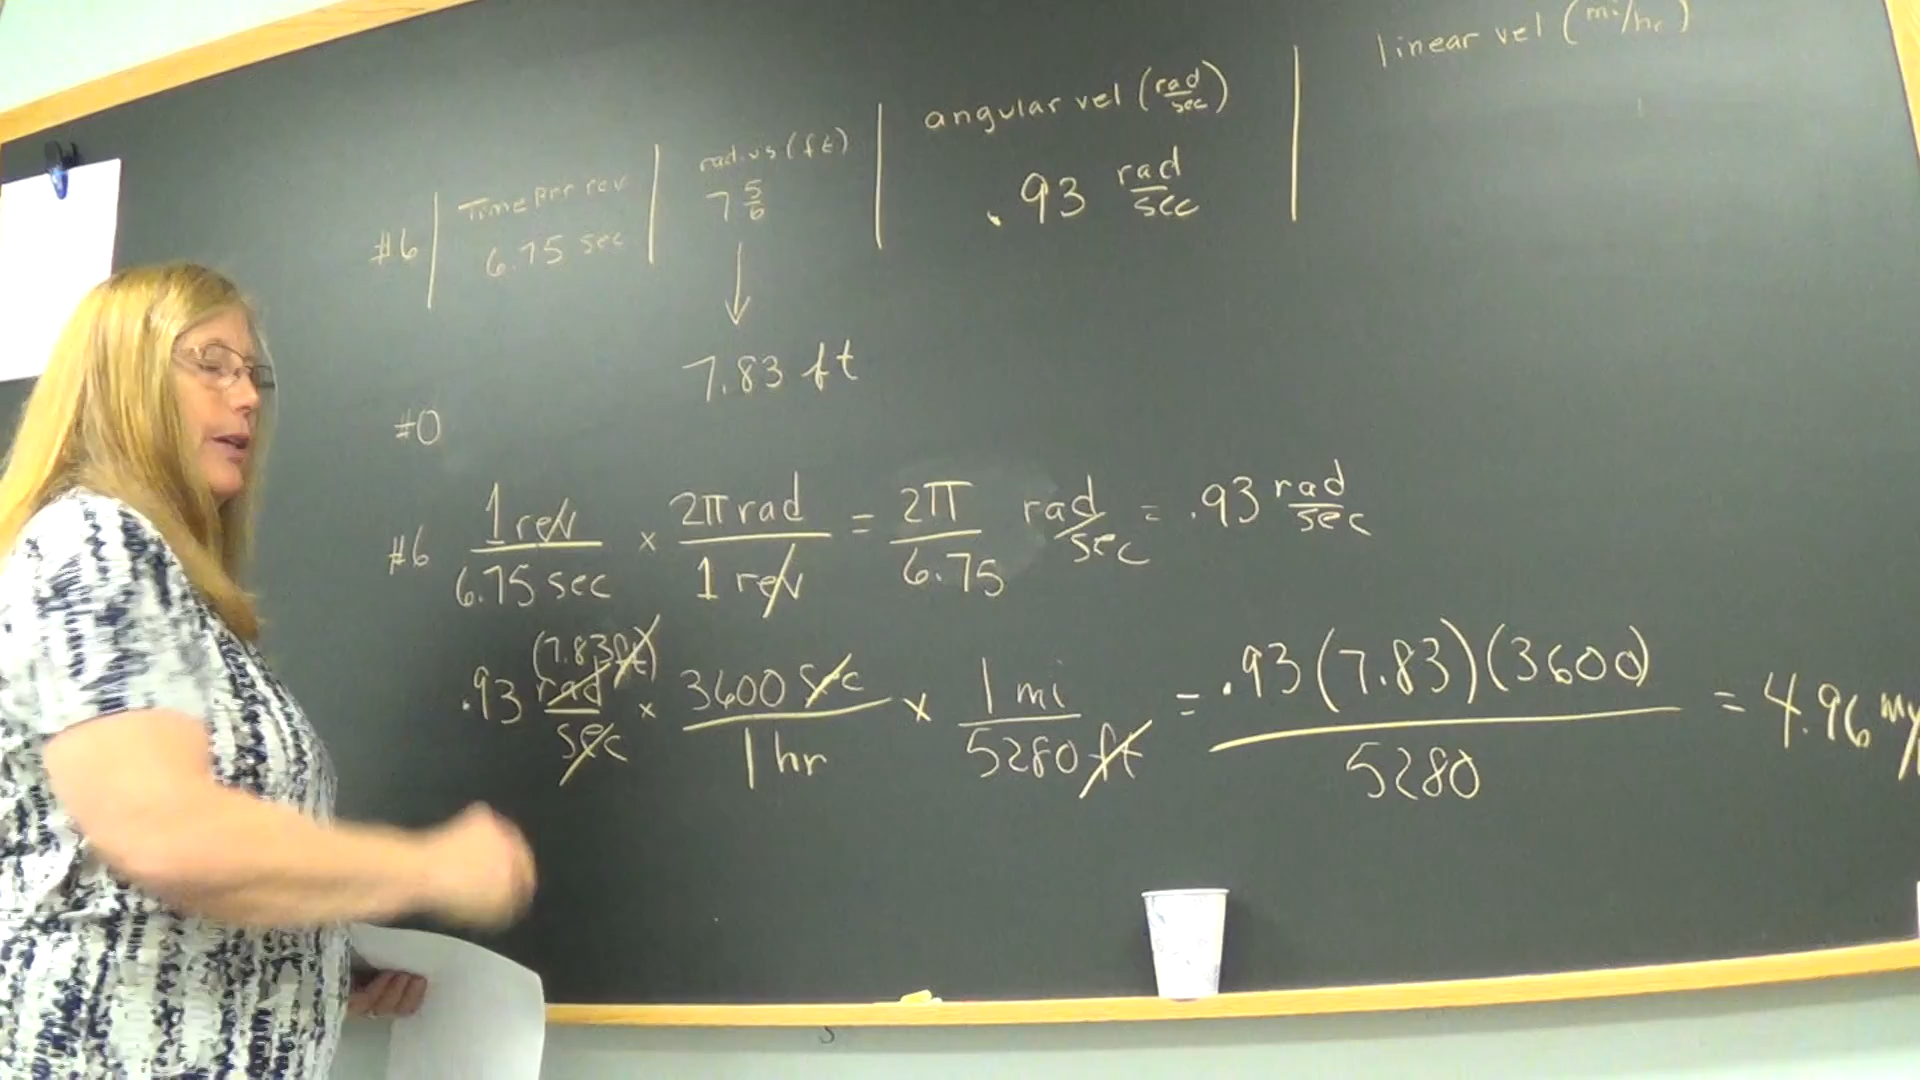 linear vel (mi/hr)
angular vel (rad/sec)
radius (ft)
Time per rev
#6 | 6.75 sec | 7 5/6 | .93 rad/sec |
↓
7.83 ft
#0
#6 1 rev/6.75 sec × 2π rad/1 rev = 2π/6.75 rad/sec = .93 rad/sec
.93 rad/sec (7.83 ft) × 3600 sec/1 hr × 1 mi/5280 ft = .93(7.83)(3600)/5280 = 4.96